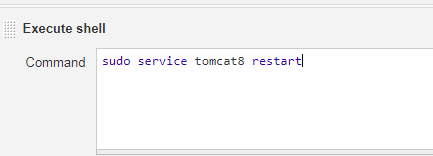 Execute shell
Command
sudo service tomcat8 restart